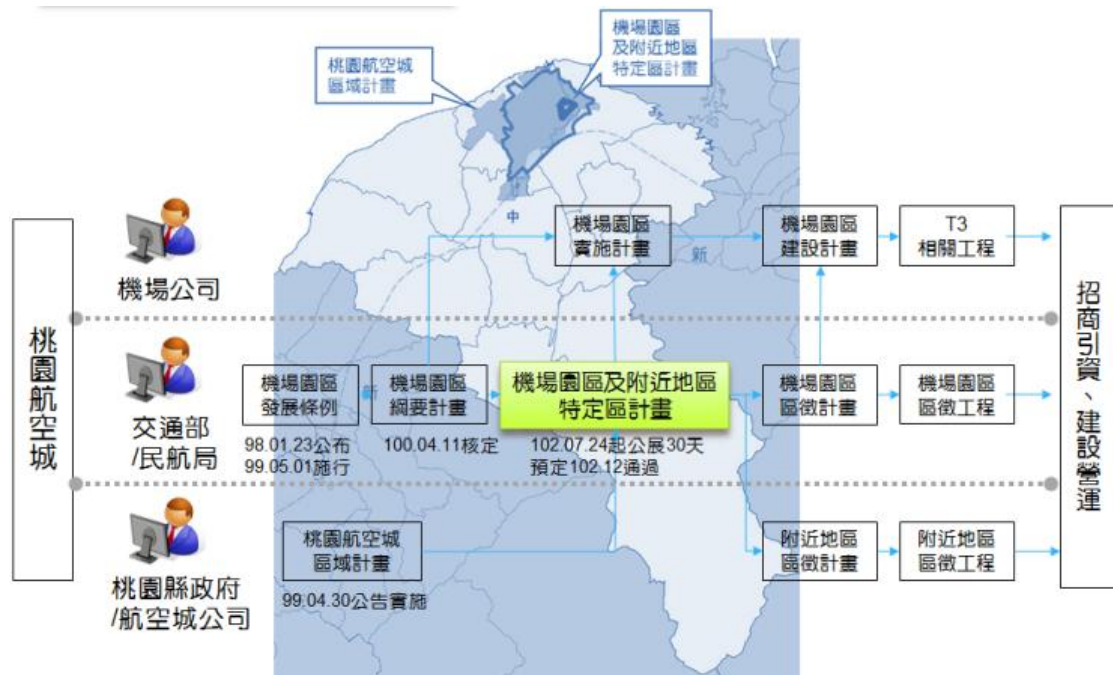 機場園區
及附近地區
特定區計畫
桃園航空城
區域計畫
中
新
新
桃園航空城
機場公司
機場園區
實施計畫
機場園區
建設計畫
T3
相關工程
交通部
/民航局
機場園區
發展條例
98.01.23公布
99.05.01施行
機場園區
綱要計畫
100.04.11核定
機場園區及附近地區
特定區計畫
102.07.24起公展30天
預定102.12通過
機場園區
區徵計畫
機場園區
區徵工程
桃園縣政府
/航空城公司
桃園航空城
區域計畫
99.04.30公告實施
附近地區
區徵計畫
附近地區
區徵工程
招商引資、建設營運